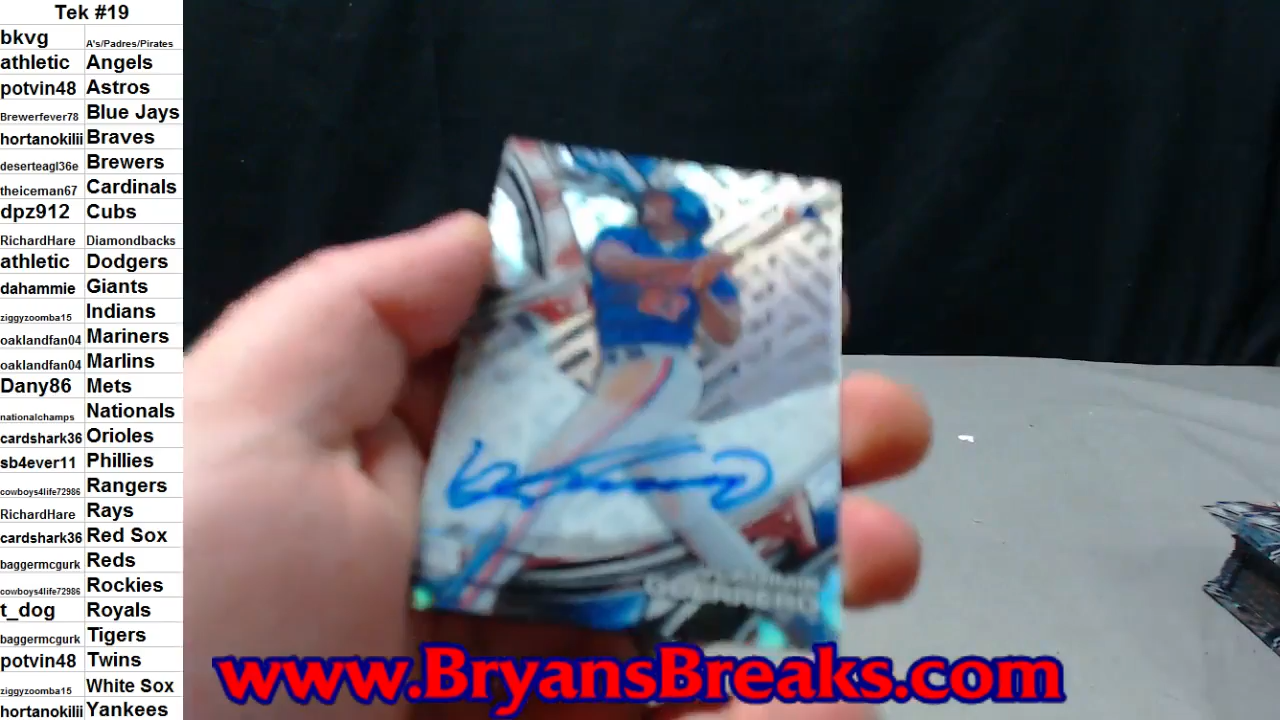 Tek #19
bkvg A's/Padres/Pirates
athletic Angels
potvin48 Astros
Brewerfever78 Blue Jays
hortanokilii Braves
deserteagl36e Brewers
theiceman67 Cardinals
dpz912 Cubs
RichardHare Diamondbacks
athletic Dodgers
dahammie Giants
ziggyzoomba15 Indians
oaklandfan04 Mariners
oaklandfan04 Marlins
Dany86 Mets
nationalchamps Nationals
cardshark36 Orioles
sb4ever11 Phillies
cowboys4life72986 Rangers
RichardHare Rays
cardshark36 Red Sox
baggermcgurk Reds
cowboys4life72986 Rockies
t_dog Royals
baggermcgurk Tigers
potvin48 Twins
ziggyzoomba15 White Sox
hortanokilii Yankees
GUERRERO
www.BryansBreaks.com